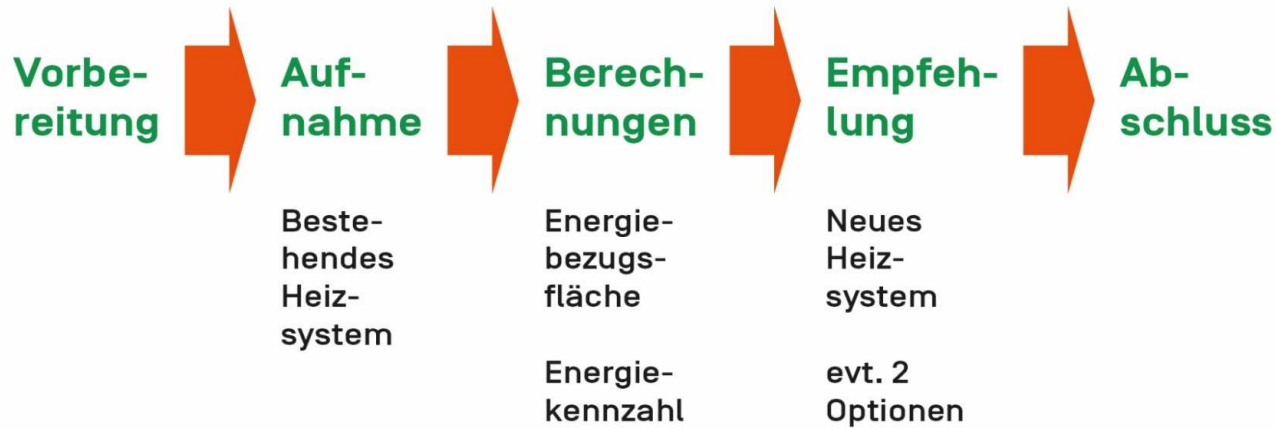 Vorbe-
reitung
Auf-
nahme
Beste-
hendes
Heiz-
system
Berech-
nungen
Energie-
bezugs-
fläche
Energie-
kennzahl
Empfeh-
lung
Neues
Heiz-
system
evt. 2
Optionen
Ab-
schluss